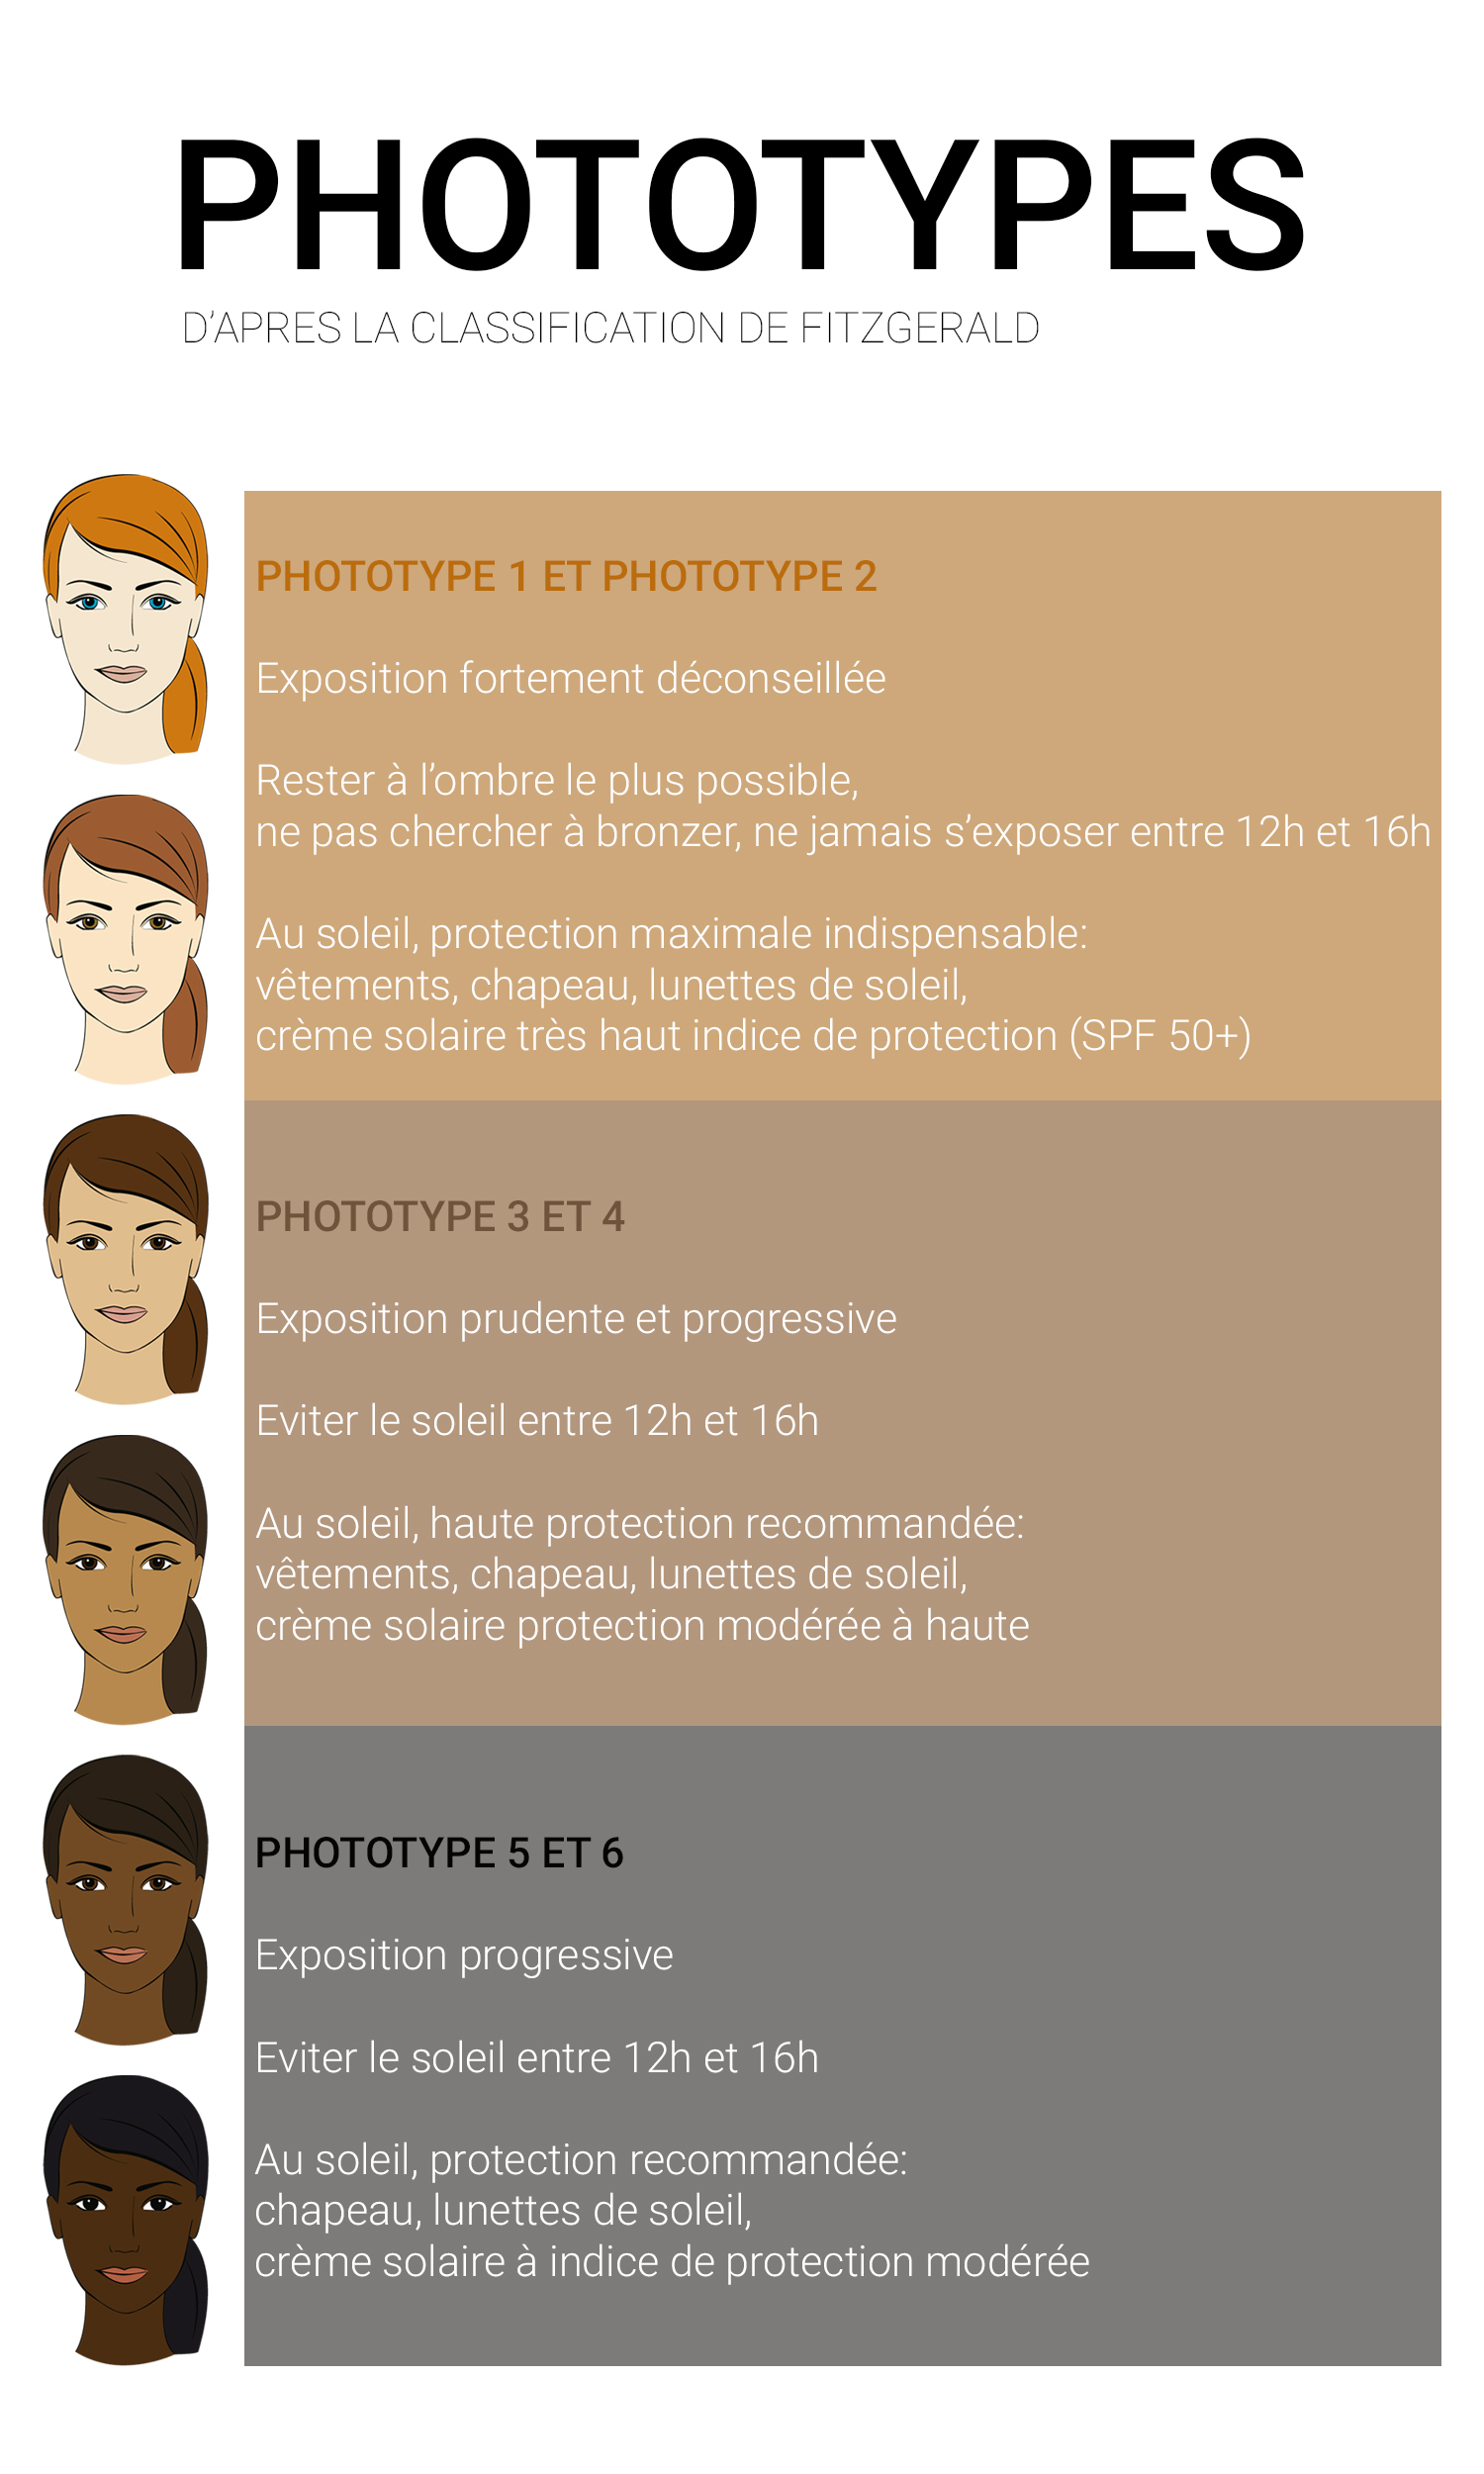 PHOTOTYPES
D’APRES LA CLASSIFICATION DE FITZGERALD
PHOTOTYPE 1 ET PHOTOTYPE 2
Exposition fortement déconseillée
Rester à l’ombre le plus possible,
ne pas chercher à bronzer, ne jamais s’exposer entre 12h et 16h
Au soleil, protection maximale indispensable:
vêtements, chapeau, lunettes de soleil,
crème solaire très haut indice de protection (SPF 50+)
PHOTOTYPE 3 ET 4
Exposition prudente et progressive
Eviter le soleil entre 12h et 16h
Au soleil, haute protection recommandée:
vêtements, chapeau, lunettes de soleil,
crème solaire protection modérée à haute
PHOTOTYPE 5 ET 6
Exposition progressive
Eviter le soleil entre 12h et 16h
Au soleil, protection recommandée:
chapeau, lunettes de soleil,
crème solaire à indice de protection modérée